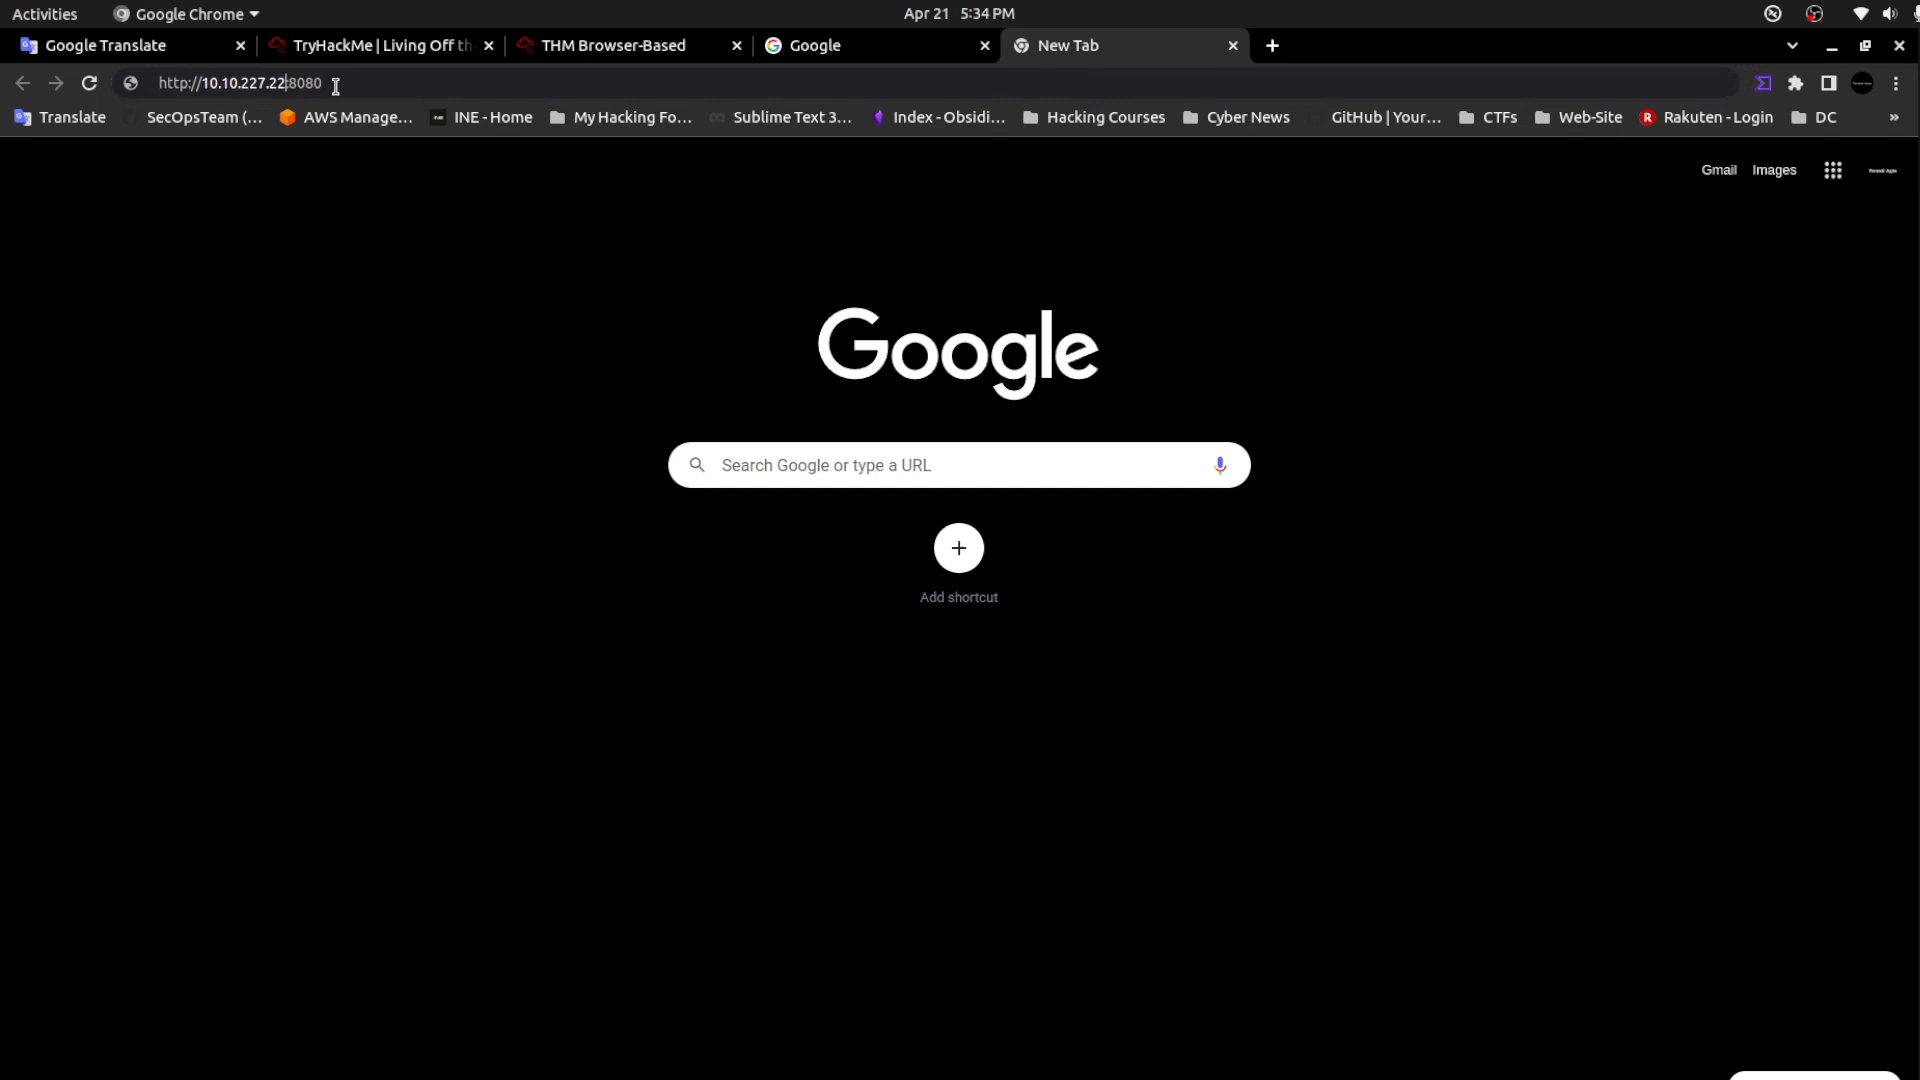 Activities Google Chrome Apr 21 5:34 PM
Google Translate TryHackMe | Living Off th THM Browser-Based Google New Tab
http://10.10.227.22:8080
Translate SecOpsTeam (... AWS Manage... INE - Home My Hacking Fo... Sublime Text 3... Index - Obsidi... Hacking Courses Cyber News GitHub | Your... CTFs Web-Site R Rakuten - Login DC »
Gmail Images
Google
Search Google or type a URL
Add shortcut